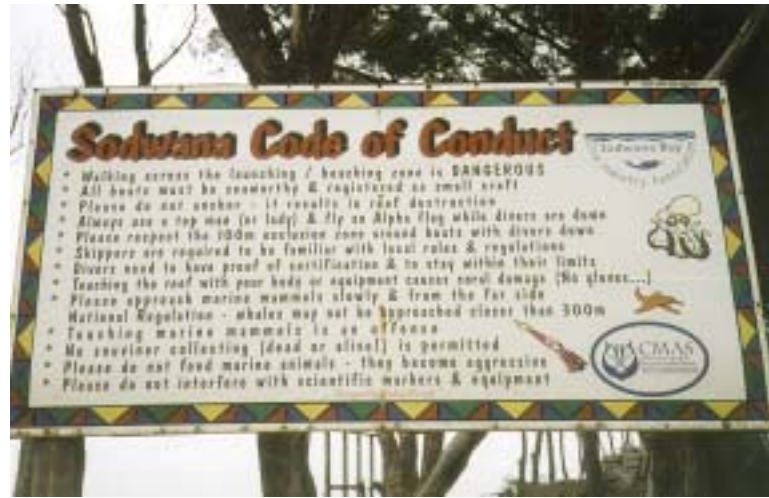 Sodwana Code of Conduct
Sodwana Bay
* Walking across the launching / beaching zone is DANGEROUS
* All boats must be seaworthy & registered as small craft
* Please do not anchor - it results in reef destruction
* Always use a top man (or lady) & fly an Alpha flag while divers are down
* Please respect the 100m exclusion zone around boats with divers down
* Skippers are required to be familiar with local rules & regulations
* Divers need to have proof of certification & to stay within their limits
* Touching the reef with your body or equipment causes coral damage (No gloves...)
* Please approach marine mammals slowly & from the far side
National Regulation - whales may not be approached closer than 300m
* Touching marine mammals is an offense
* No souvenir collecting (dead or alive!) is permitted
* Please do not feed marine animals - they become aggressive
* Please do not interfere with scientific markers & equipment
CMAS